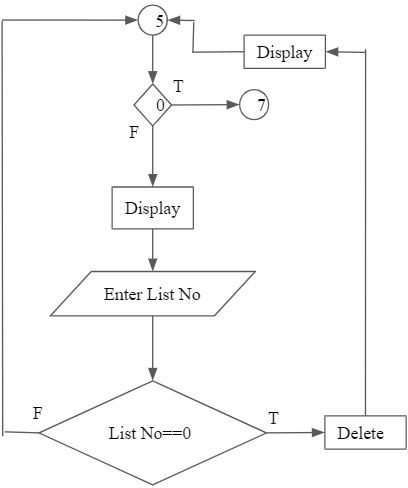 5
Display
T
0
7
F
Display
Enter List No
F
List No==0
T
Delete